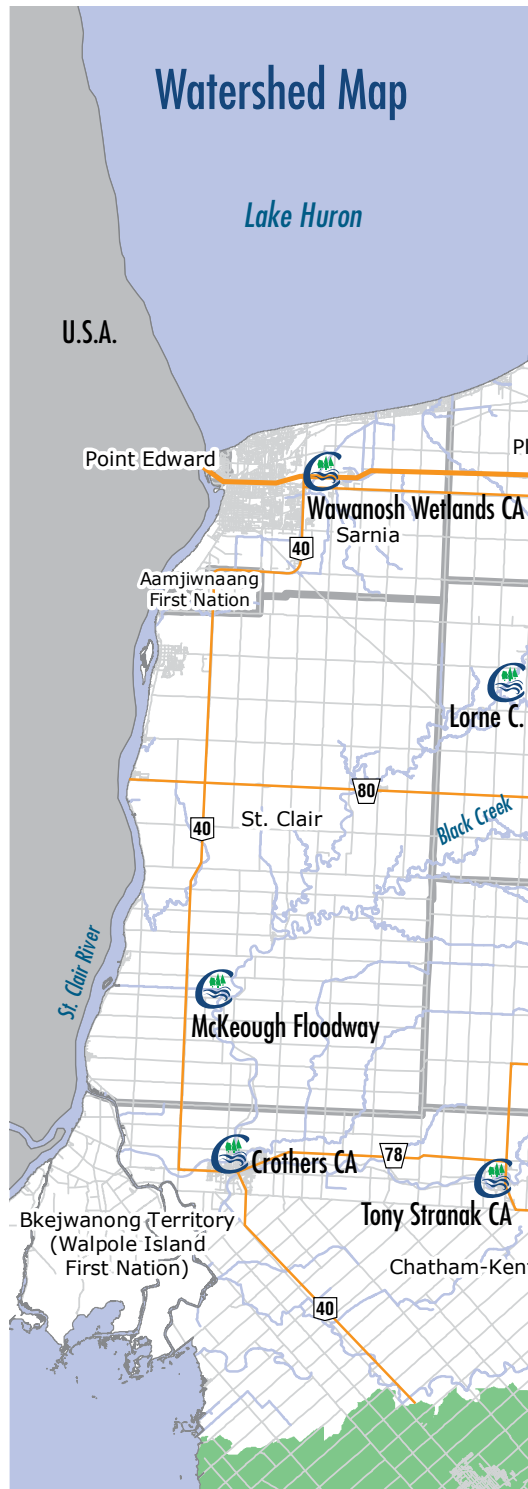 Watershed Map
Lake Huron
U.S.A.
Pl
Point Edward
Wawanosh Wetlands CA
Sarnia
40
Aamjiwnaang
First Nation
Lorne C.
80
St. Clair
40
Black Creek
St. Clair River
McKeough Floodway
Crothers CA
78
Tony Stranak CA
Bkejwanong Territory
(Walpole Island
First Nation)
Chatham-Ken
40